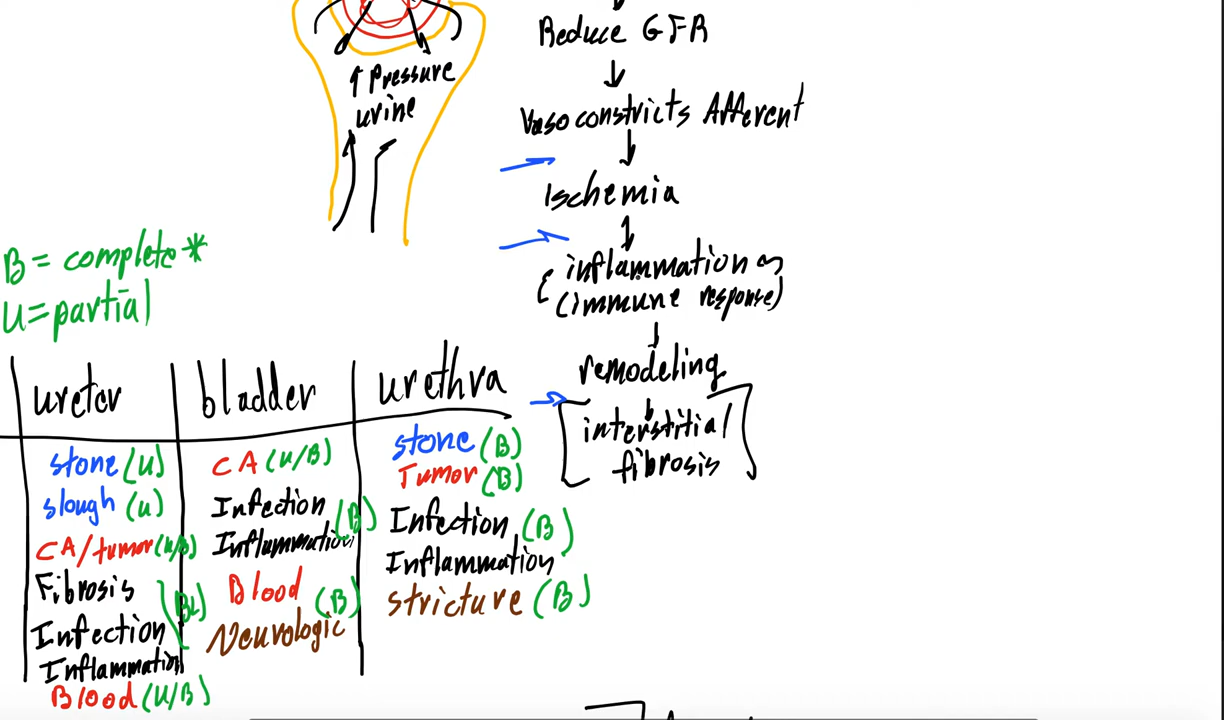 Reduce GFR
↑ Pressure
urine
Vasoconstricts Afferent
Ischemia
B = complete *
U = partial
inflammation
(immune response)
remodeling
interstitial
fibrosis
ureter
bladder
urethra
stone (U)
slough (U)
CA/tumor (U/B)
Fibrosis
Infection
Inflammation
Blood (U/B)
CA (U/B)
Infection
Inflammation (B)
Blood
Neurologic (B)
stone (B)
Tumor (B)
Infection (B)
Inflammation
stricture (B)